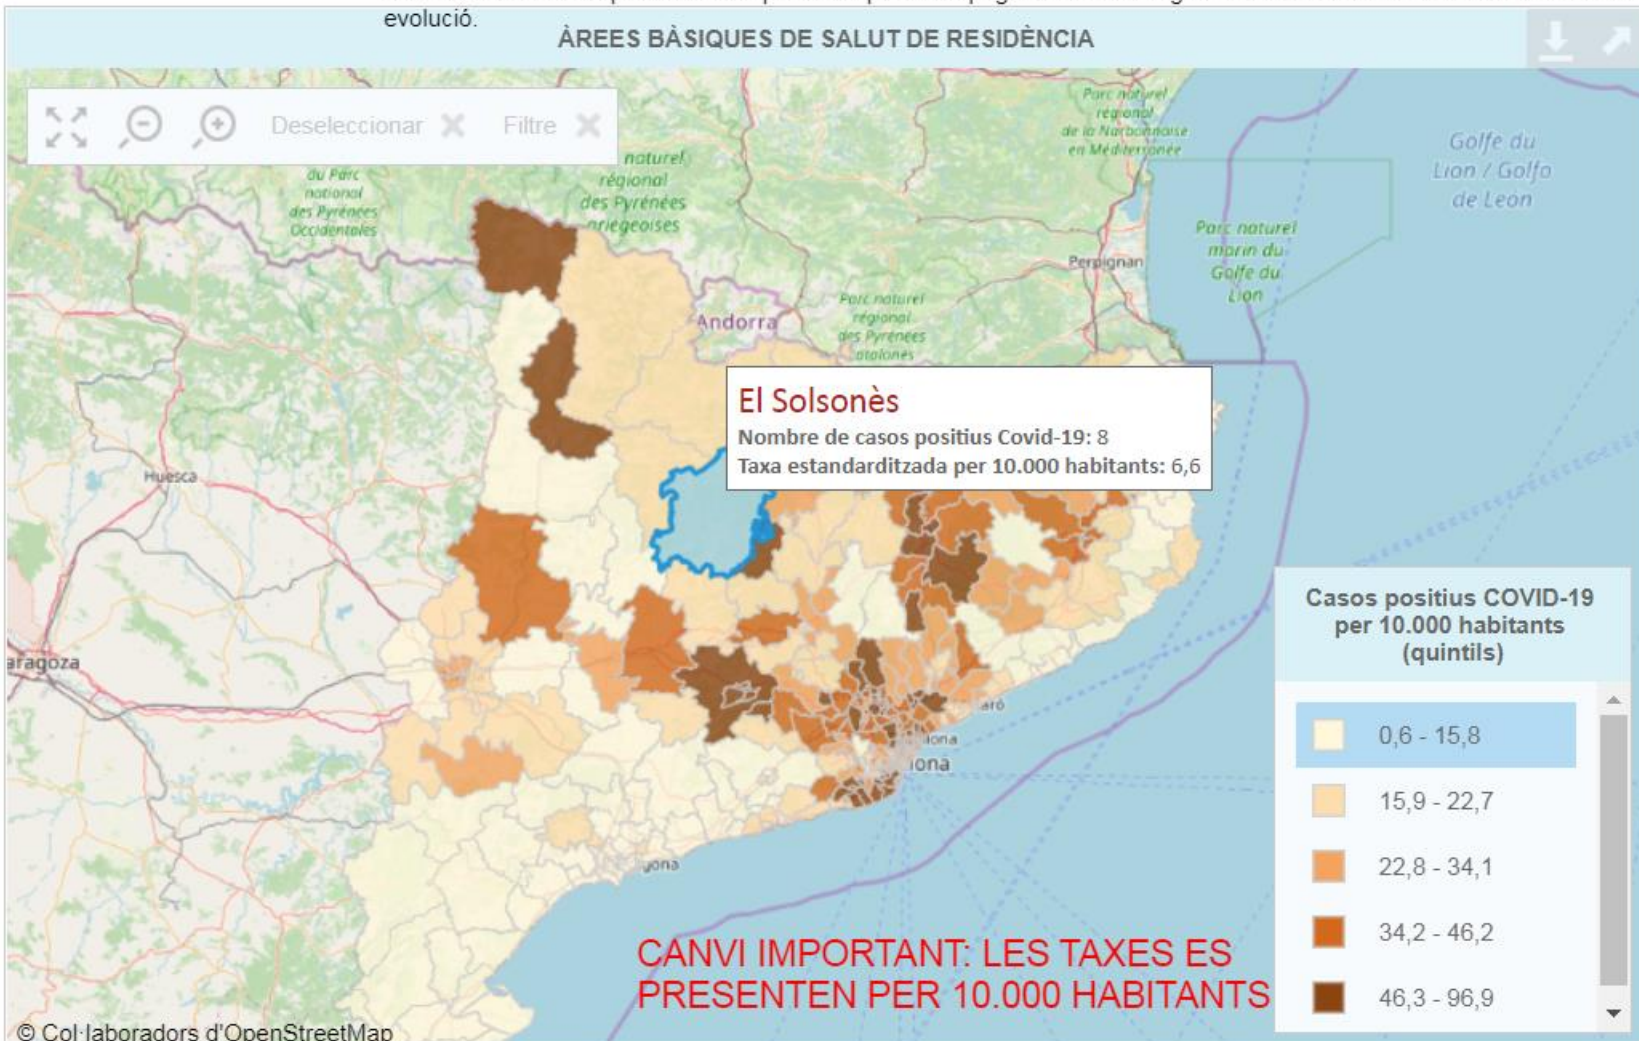 evolució.
ÀREES BÀSIQUES DE SALUT DE RESIDÈNCIA
Deseleccionar
Filtre
du Parc
national
des Pyrénées
Occidentales
naturel
régional
des Pyrénées
ariégeoises
Parc naturel
régional
de la Narbonnaise
en Méditerranée
Golfe du
Lion / Golfo
de León
Parc naturel
marin du
Golfe du
Lion
Perpignan
Andorra
Parc naturel
régional
des Pyrénées
catalanes
El Solsonès
Nombre de casos positius Covid-19: 8
Taxa estandarditzada per 10.000 habitants: 6,6
Huesca
aragoza
aró
lona
lona
gona
Casos positius COVID-19
per 10.000 habitants
(quintils)
0,6 - 15,8
15,9 - 22,7
22,8 - 34,1
34,2 - 46,2
46,3 - 96,9
CANVI IMPORTANT: LES TAXES ES
PRESENTEN PER 10.000 HABITANTS
© Col·laboradors d'OpenStreetMap